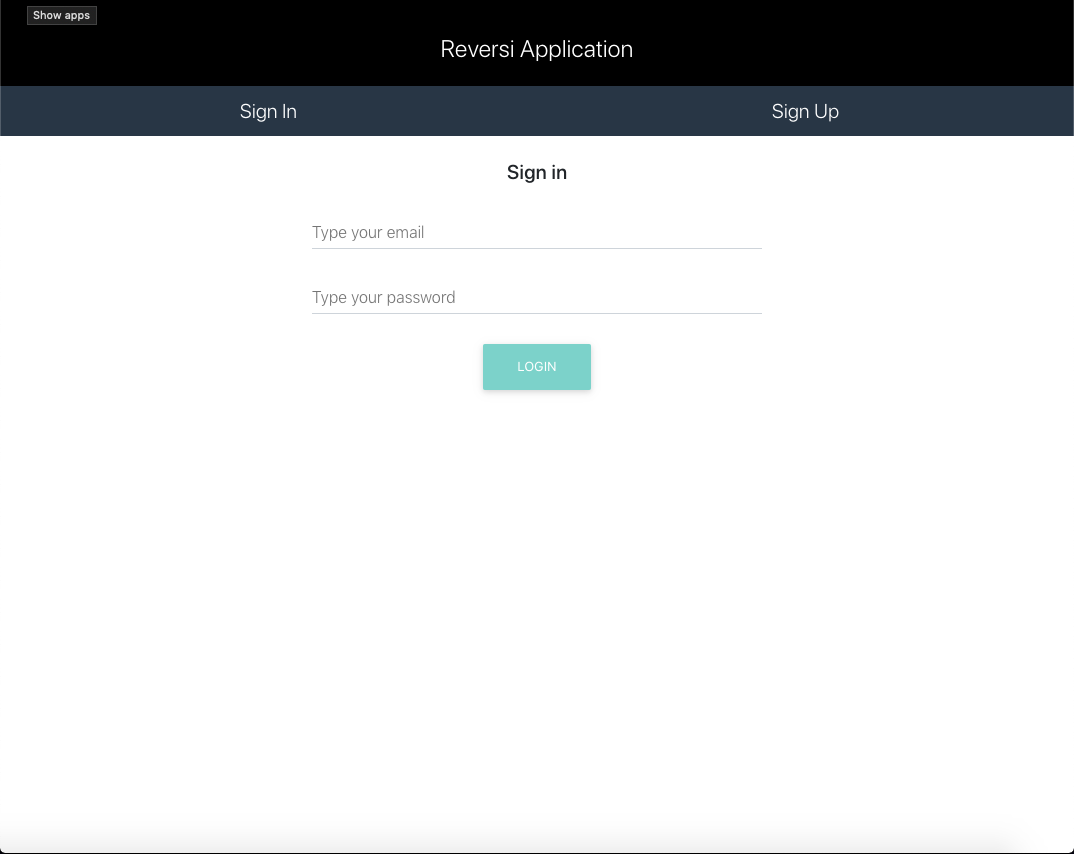 Show apps
Reversi Application
Sign In
Sign Up
Sign in
Type your email
Type your password
LOGIN